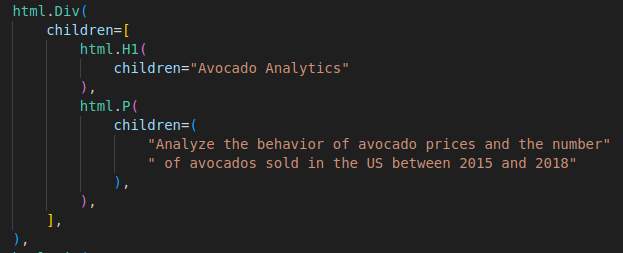 html.Div(
    children=[
        html.H1(
            children="Avocado Analytics"
        ),
        html.P(
            children=(
                "Analyze the behavior of avocado prices and the number"
                " of avocados sold in the US between 2015 and 2018"
            ),
        ),
    ],
),